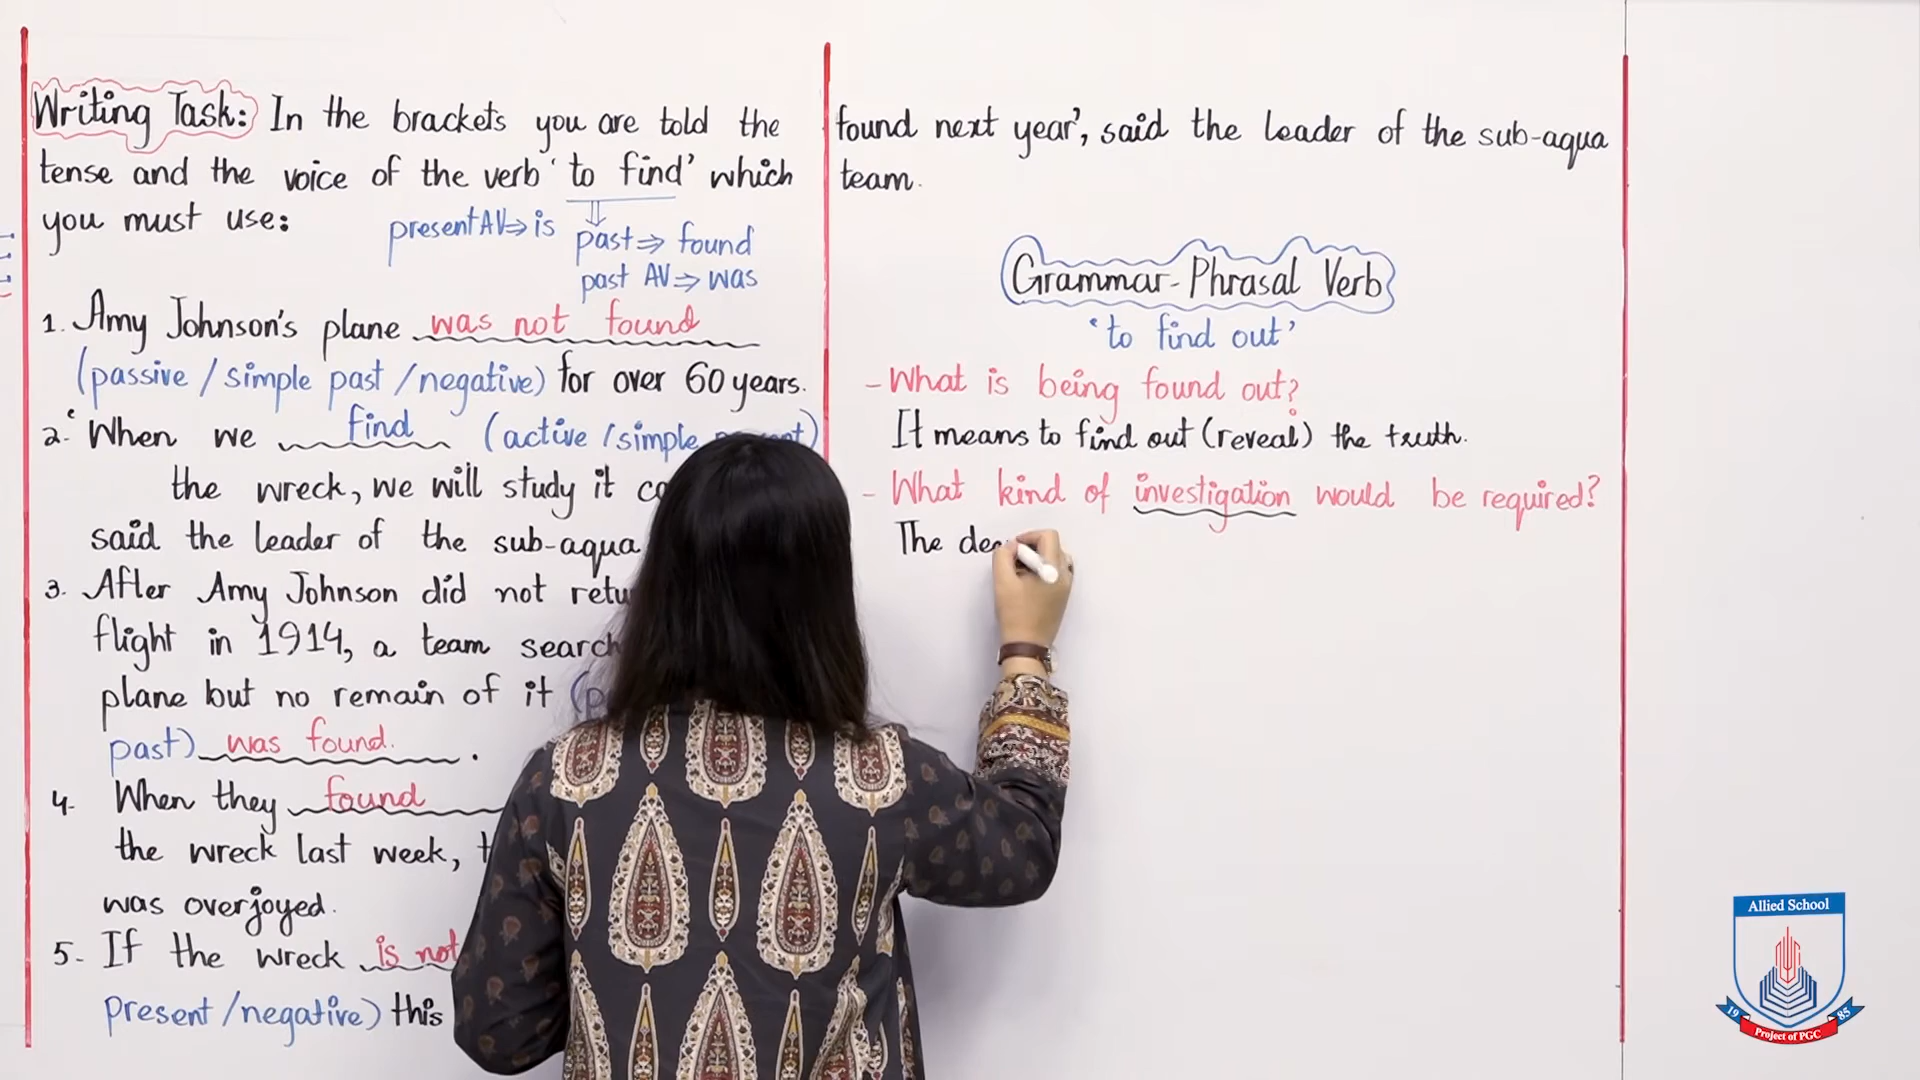 Writing Task: In the brackets you are told the
tense and the voice of the verb 'to find' which
you must use:
present AV⇒ is
past ⇒ found
past AV ⇒ was
1. Amy Johnson's plane was not found
(passive / simple past / negative) for over 60 years.
2. 'When we find (active / simple
the wreck, we will study it
said the leader of the sub-aqua
3. After Amy Johnson did not
flight in 1914, a team
plane but no remain of it
past) was found.
4. When they found
the wreck last week,
was overjoyed.
5- If the wreck is not
present / negative) this
found next year', said the leader of the sub-aqua
team.
Grammar-Phrasal Verb
'to find out'
- What is being found out?
It means to find out (reveal) the truth.
- What kind of investigation would be required?
The
Allied School
19 85
Project of PGC